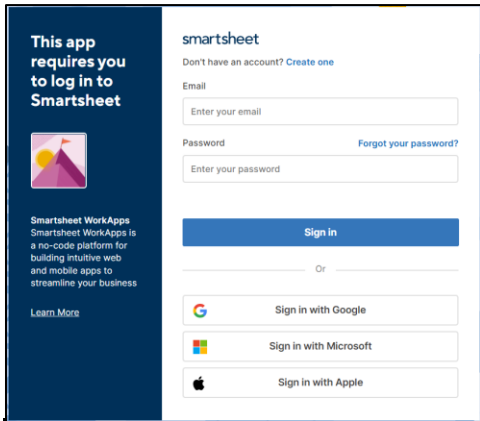 This app
requires you
to log in to
Smartsheet
Smartsheet WorkApps
Smartsheet WorkApps is
a no-code platform for
building intuitive web
and mobile apps to
streamline your business
Learn More
smartsheet
Don't have an account? Create one
Email
Enter your email
Password Forgot your password?
Enter your password
Sign in
Or
Sign in with Google
Sign in with Microsoft
Sign in with Apple